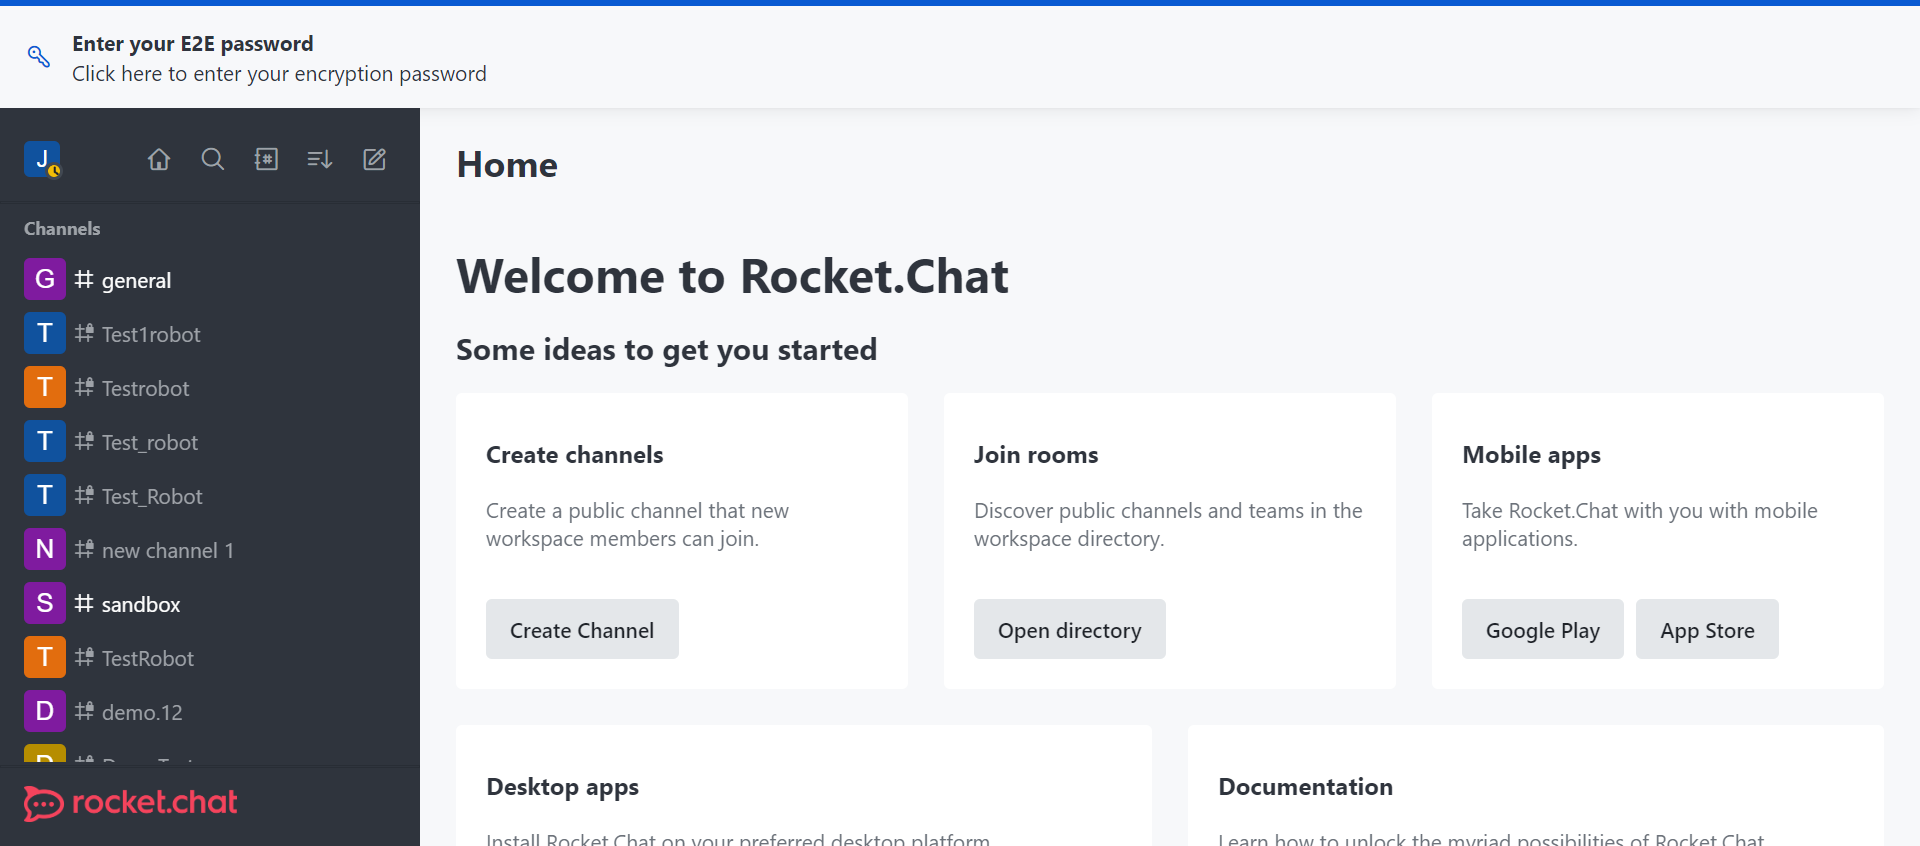 Enter your E2E password
Click here to enter your encryption password
J
Channels
G general
T Test1robot
T Testrobot
T Test_robot
T Test_Robot
N new channel 1
S sandbox
T TestRobot
D demo.12
rocket.chat
Home
Welcome to Rocket.Chat
Some ideas to get you started
Create channels
Create a public channel that new
workspace members can join.
Create Channel
Join rooms
Discover public channels and teams in the
workspace directory.
Open directory
Mobile apps
Take Rocket.Chat with you with mobile
applications.
Google Play
App Store
Desktop apps
Install Rocket.Chat on your preferred desktop platform.
Documentation
Learn how to unlock the myriad possibilities of Rocket.Chat.